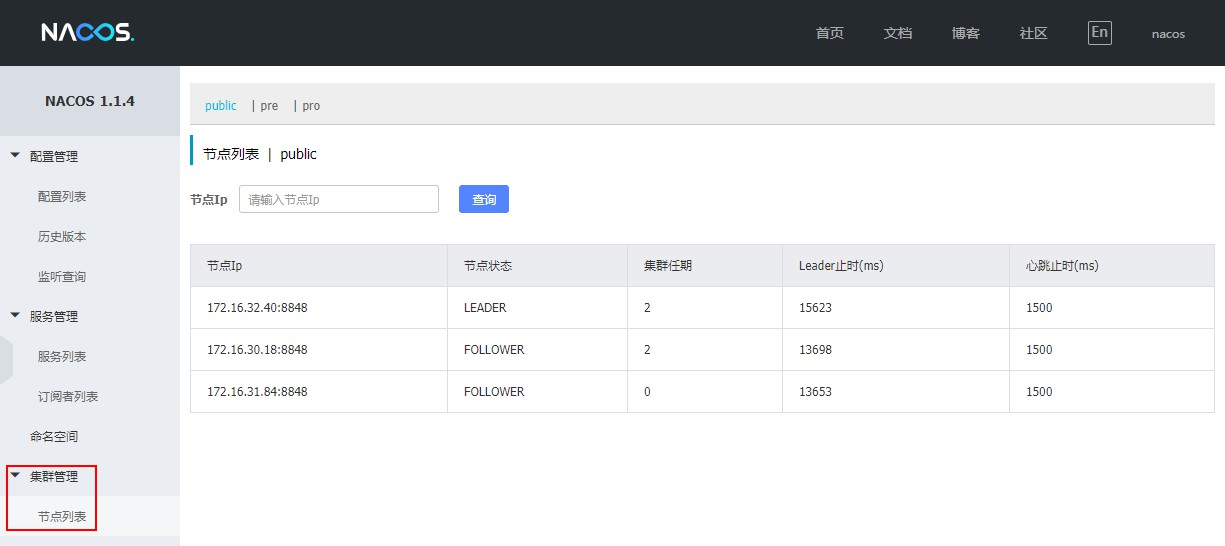 NACOS.
首页 文档 博客 社区 En nacos
NACOS 1.1.4
配置管理
配置列表
历史版本
监听查询
服务管理
服务列表
订阅者列表
命名空间
集群管理
节点列表
public | pre | pro
节点列表 | public
节点Ip 请输入节点Ip 查询
节点Ip 节点状态 集群任期 Leader止时(ms) 心跳止时(ms)
172.16.32.40:8848 LEADER 2 15623 1500
172.16.30.18:8848 FOLLOWER 2 13698 1500
172.16.31.84:8848 FOLLOWER 0 13653 1500